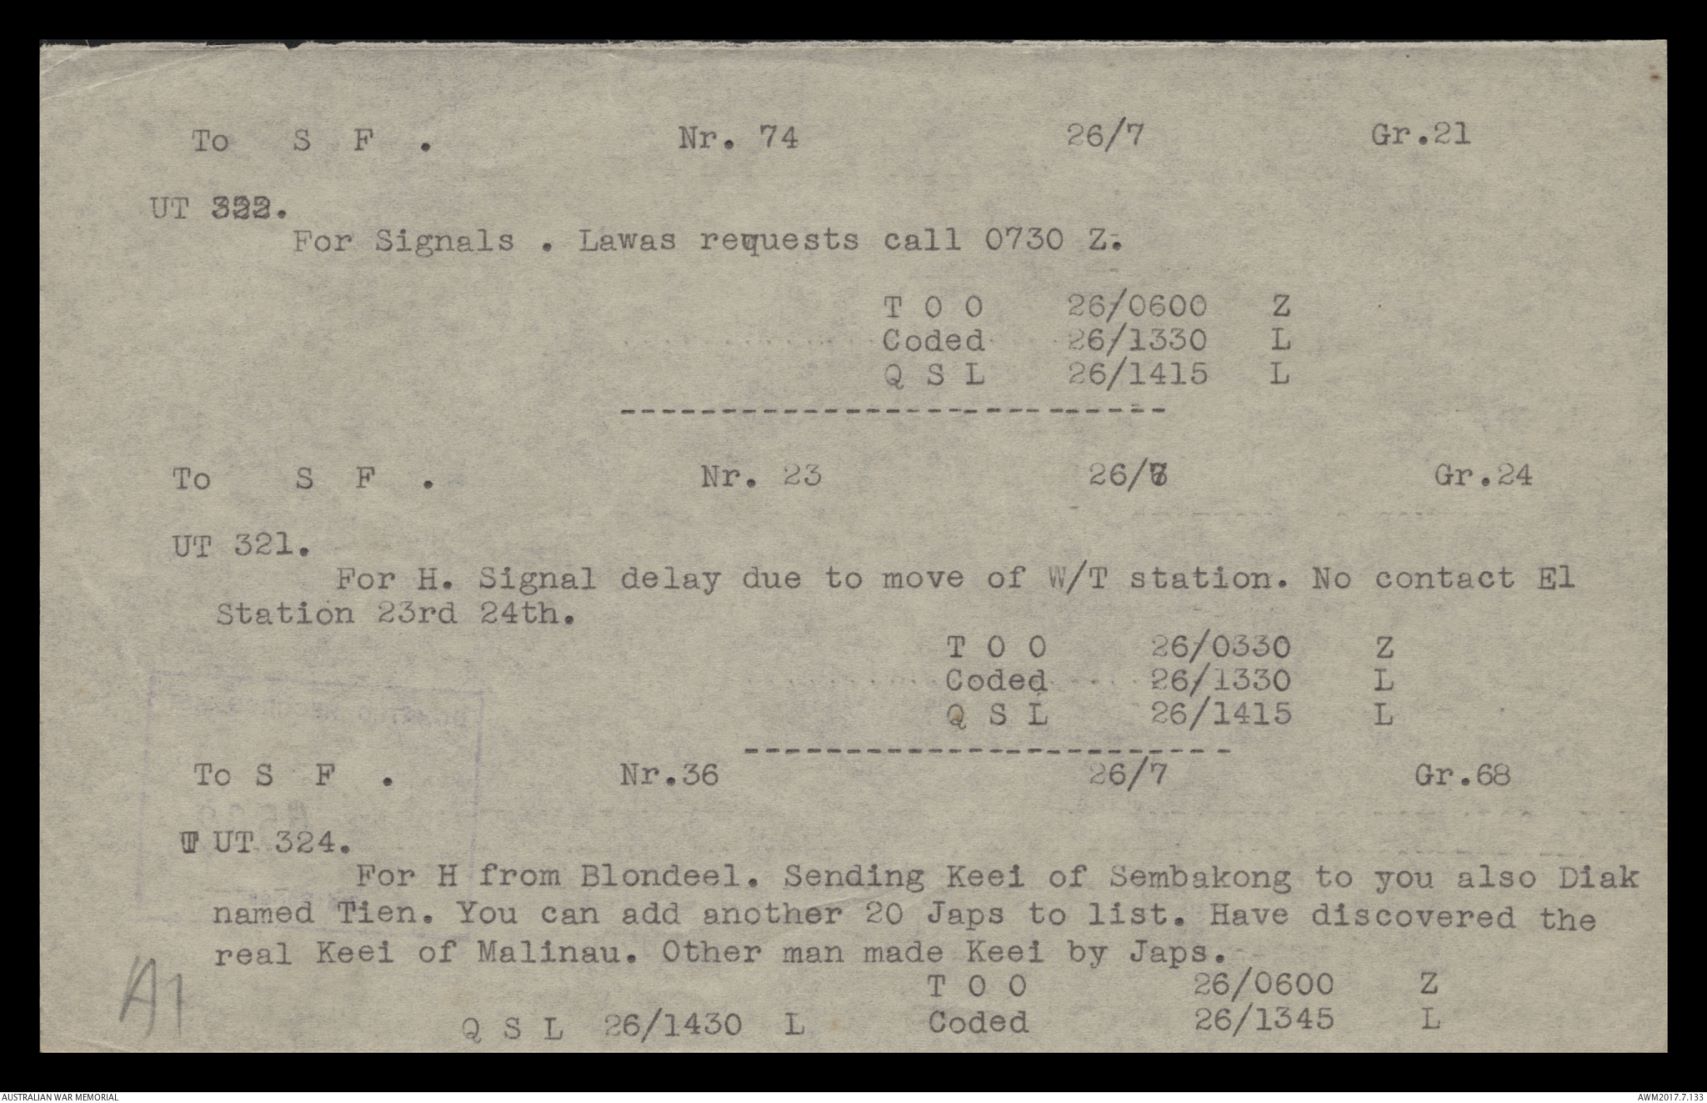 To S F . Nr. 74 26/7 Gr.21
UT 322.
For Signals . Lawas requests call 0730 Z.
T O O 26/0600 Z
Coded 26/1330 L
Q S L 26/1415 L
---------------------------
To S F . Nr. 23 26/7 Gr.24
UT 321.
For H. Signal delay due to move of W/T station. No contact El
Station 23rd 24th.
T O O 26/0330 Z
Coded 26/1330 L
Q S L 26/1415 L
------------------------
To S F . Nr.36 26/7 Gr.68
UT 324.
For H from Blondeel. Sending Keei of Sembakong to you also Diak
named Tien. You can add another 20 Japs to list. Have discovered the
real Keei of Malinau. Other man made Keei by Japs.
T O O 26/0600 Z
Q S L 26/1430 L Coded 26/1345 L
A1
AUSTRALIAN WAR MEMORIAL AWM2017.7.133